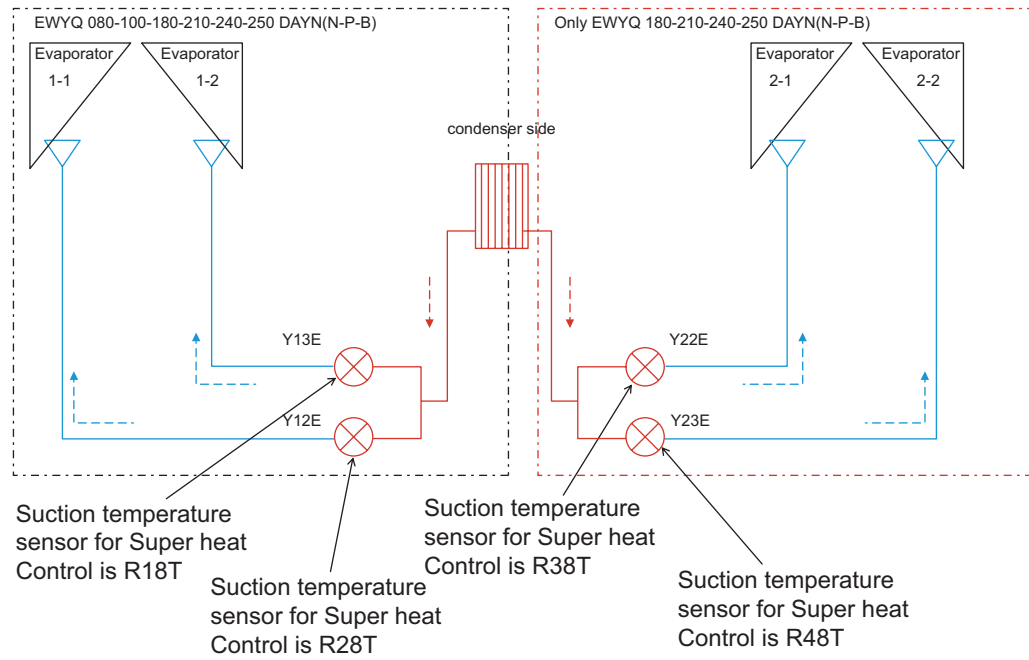 EWYQ 080-100-180-210-240-250 DAYN(N-P-B)
Only EWYQ 180-210-240-250 DAYN(N-P-B)
Evaporator
1-1
Evaporator
1-2
Evaporator
2-1
Evaporator
2-2
condenser side
Y13E
Y22E
Y12E
Y23E
Suction temperature
sensor for Super heat
Control is R18T
Suction temperature
sensor for Super heat
Control is R28T
Suction temperature
sensor for Super heat
Control is R38T
Suction temperature
sensor for Super heat
Control is R48T